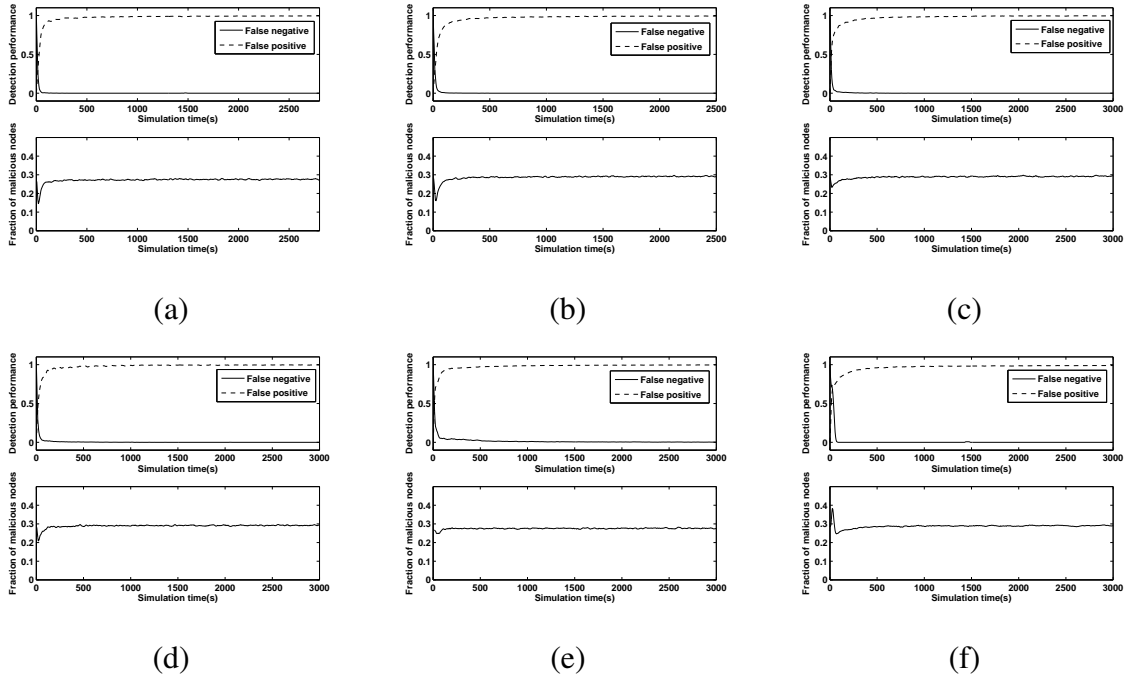 Detection performance
1
0.5
0
False negative
False positive
0 500 1000 1500 2000 2500
Simulation time(s)
Fraction of malicious nodes
0.4
0.3
0.2
0.1
0
0 500 1000 1500 2000 2500
Simulation time(s)
(a)
Detection performance
1
0.5
0
False negative
False positive
0 500 1000 1500 2000 2500
Simulation time(s)
Fraction of malicious nodes
0.4
0.3
0.2
0.1
0
0 500 1000 1500 2000 2500
Simulation time(s)
(b)
Detection performance
1
0.5
0
False negative
False positive
0 500 1000 1500 2000 2500 3000
Simulation time(s)
Fraction of malicious nodes
0.4
0.3
0.2
0.1
0
0 500 1000 1500 2000 2500 3000
Simulation time(s)
(c)
Detection performance
1
0.5
0
False negative
False positive
0 500 1000 1500 2000 2500 3000
Simulation time(s)
Fraction of malicious nodes
0.4
0.3
0.2
0.1
0
0 500 1000 1500 2000 2500 3000
Simulation time(s)
(d)
Detection performance
1
0.5
0
False negative
False positive
0 500 1000 1500 2000 2500 3000
Simulation time(s)
Fraction of malicious nodes
0.4
0.3
0.2
0.1
0
0 500 1000 1500 2000 2500 3000
Simulation time(s)
(e)
Detection performance
1
0.5
0
False negative
False positive
0 500 1000 1500 2000 2500 3000
Simulation time(s)
Fraction of malicious nodes
0.4
0.3
0.2
0.1
0
0 500 1000 1500 2000 2500 3000
Simulation time(s)
(f)